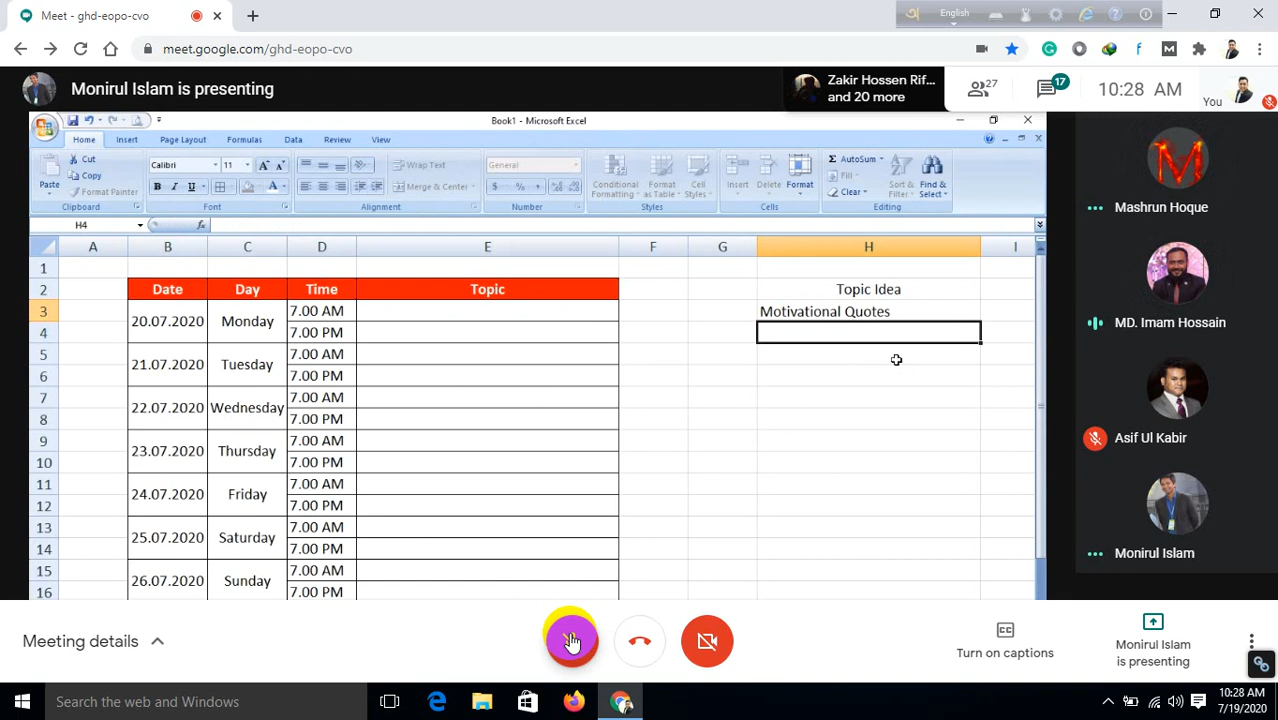 Meet - ghd-eopo-cvo
English
meet.google.com/ghd-eopo-cvo
Monirul Islam is presenting
Zakir Hossen Rif...
and 20 more
27
17
10:28 AM
You
Book1 - Microsoft Excel
Home Insert Page Layout Formulas Data Review View
Paste
Cut
Copy
Format Painter
Clipboard
Calibri 11
B I U
Font
Wrap Text
Merge & Center
Alignment
General
$ % ,
Number
Conditional Formatting
Format as Table
Cell Styles
Styles
Insert Delete Format
Cells
AutoSum
Fill
Clear
Sort & Filter
Find & Select
Editing
H4 fx
A B C D E F G H I
1
2 Date Day Time Topic Topic Idea
3 20.07.2020 Monday 7.00 AM Motivational Quotes
4 7.00 PM
5 21.07.2020 Tuesday 7.00 AM
6 7.00 PM
7 22.07.2020 Wednesday 7.00 AM
8 7.00 PM
9 23.07.2020 Thursday 7.00 AM
10 7.00 PM
11 24.07.2020 Friday 7.00 AM
12 7.00 PM
13 25.07.2020 Saturday 7.00 AM
14 7.00 PM
15 26.07.2020 Sunday 7.00 AM
16 7.00 PM
Mashrun Hoque
MD. Imam Hossain
Asif Ul Kabir
Monirul Islam
Meeting details
Turn on captions
Monirul Islam
is presenting
Search the web and Windows
10:28 AM
7/19/2020